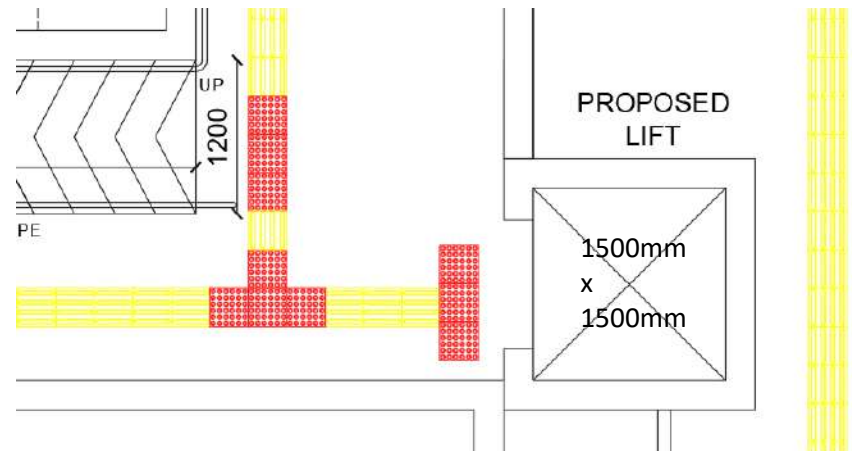 UP
1200
PROPOSED
LIFT
PE
1500mm
x
1500mm